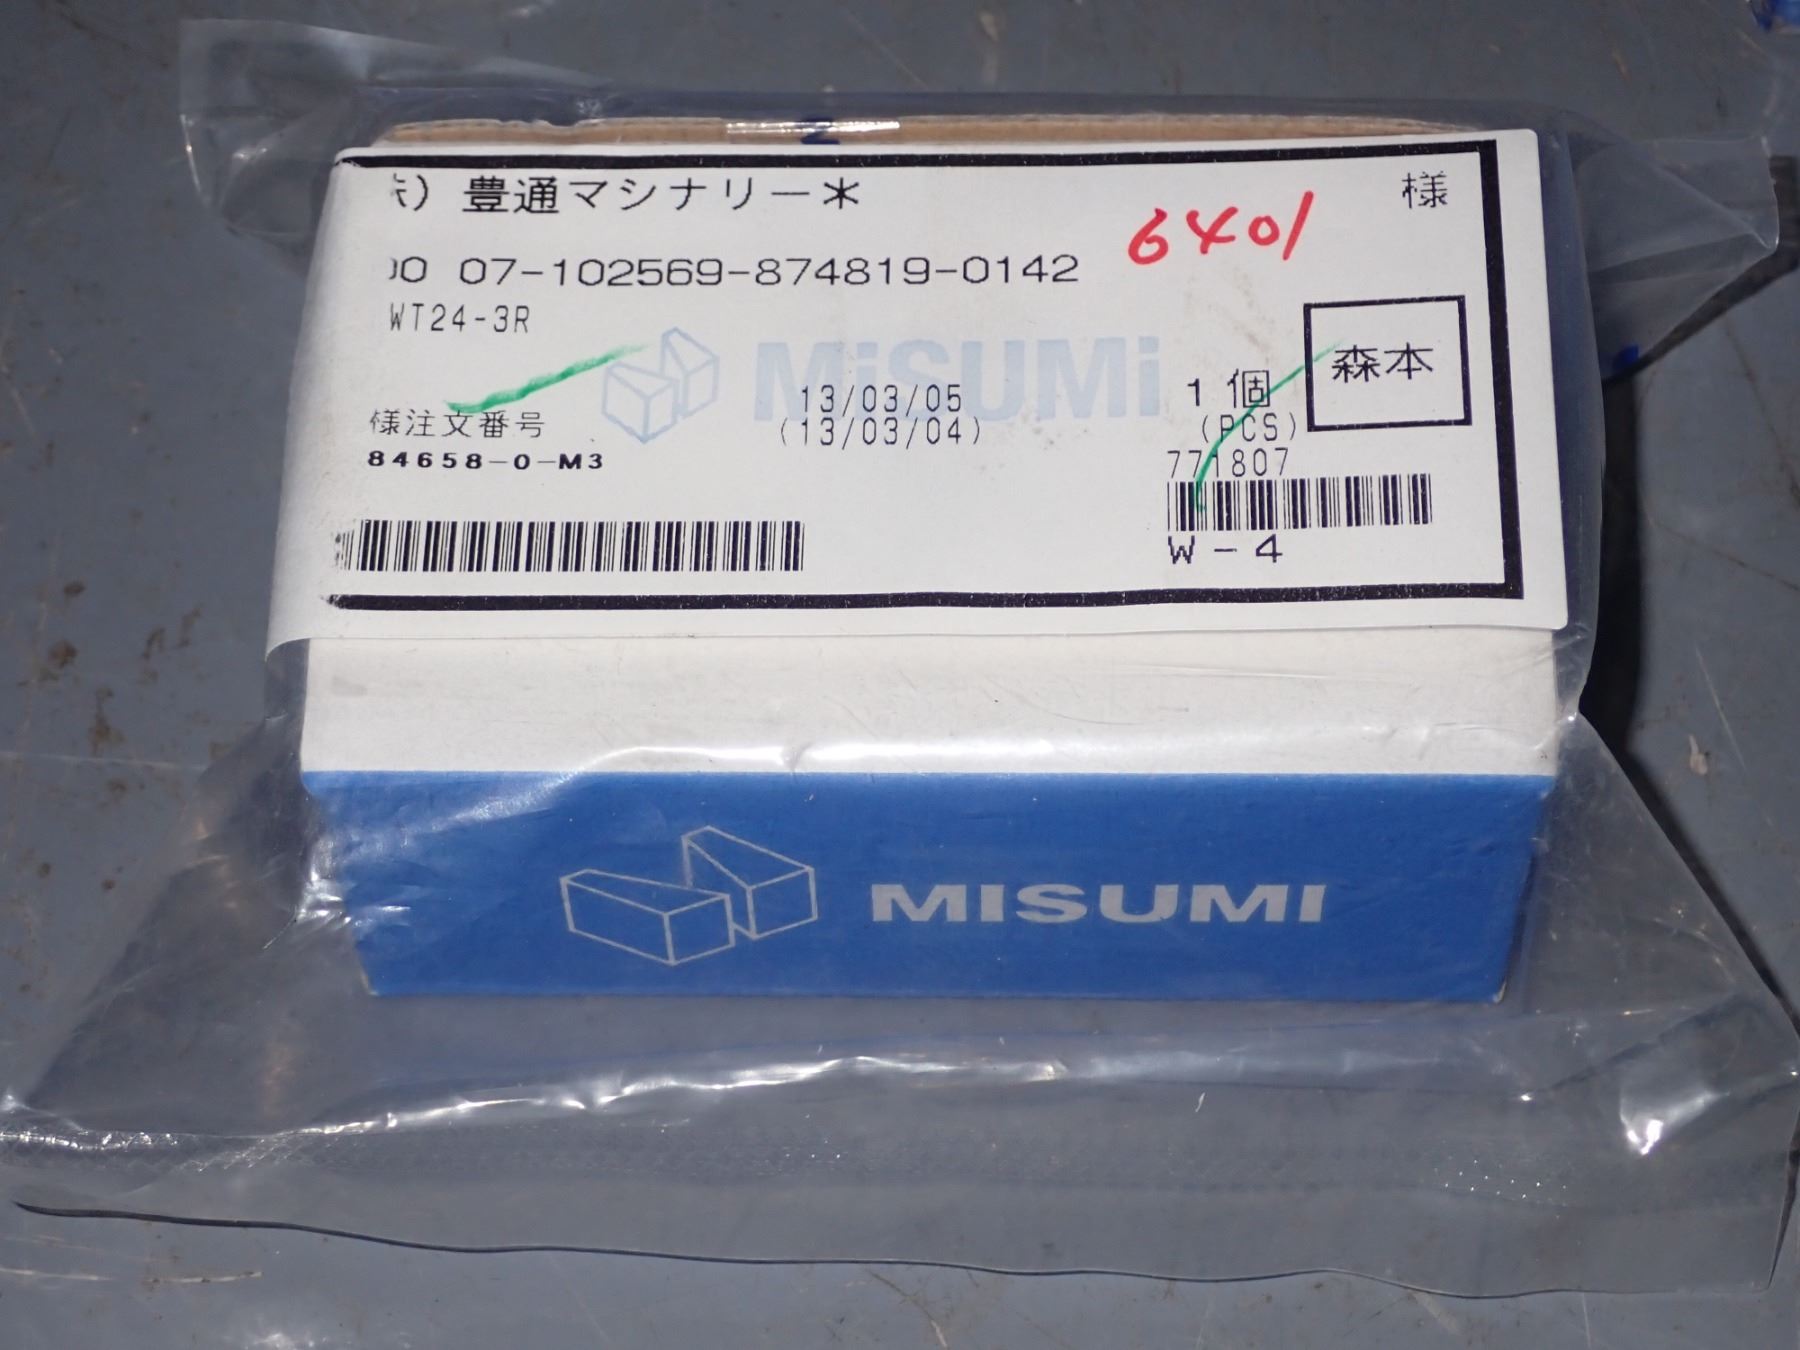 株）豊通マシナリー＊ 様
6401
00 07-102569-874819-0142
WT24-3R
MiSUMi
森本
13/03/05 1個
(13/03/04) (PCS)
様注文番号
84658-0-M3
771807
W-4
MISUMI